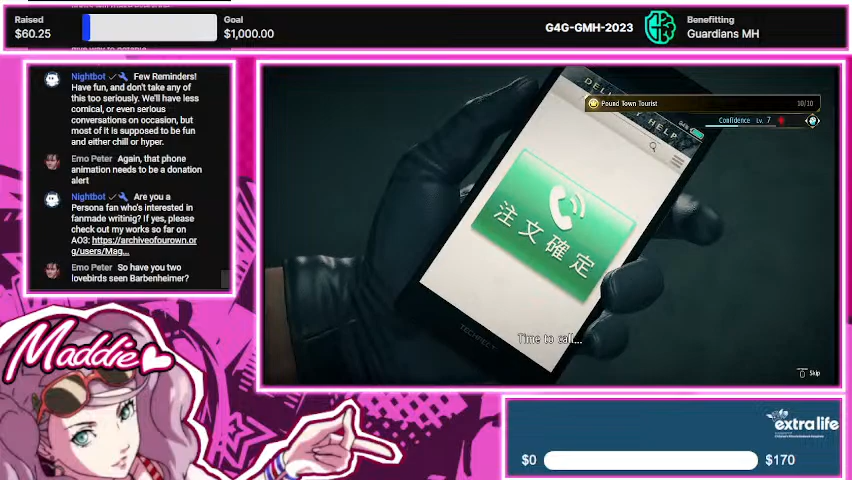 Raised
$60.25
Goal
$1,000.00
G4G-GMH-2023
Benefitting
Guardians MH
Nightbot Few Reminders!
Have fun, and don't take any of
this too seriously. We'll have less
comical, or even serious
conversations on occasion, but
most of it is supposed to be fun
and either chill or hyper.
Emo Peter Again, that phone
animation needs to be a donation
alert
Nightbot Are you a
Persona fan who's interested in
fanmade writinig? If yes, please
check out my works so far on
AO3: https://archiveofourown.or
g/users/Mag...
Emo Peter So have you two
lovebirds seen Barbenheimer?
HELP
Pound Town Tourist
10/10
Confidence Lv. 7
注文確定
TECHPECT
Time to call...
Skip
Maddie
extralife
$0
$170